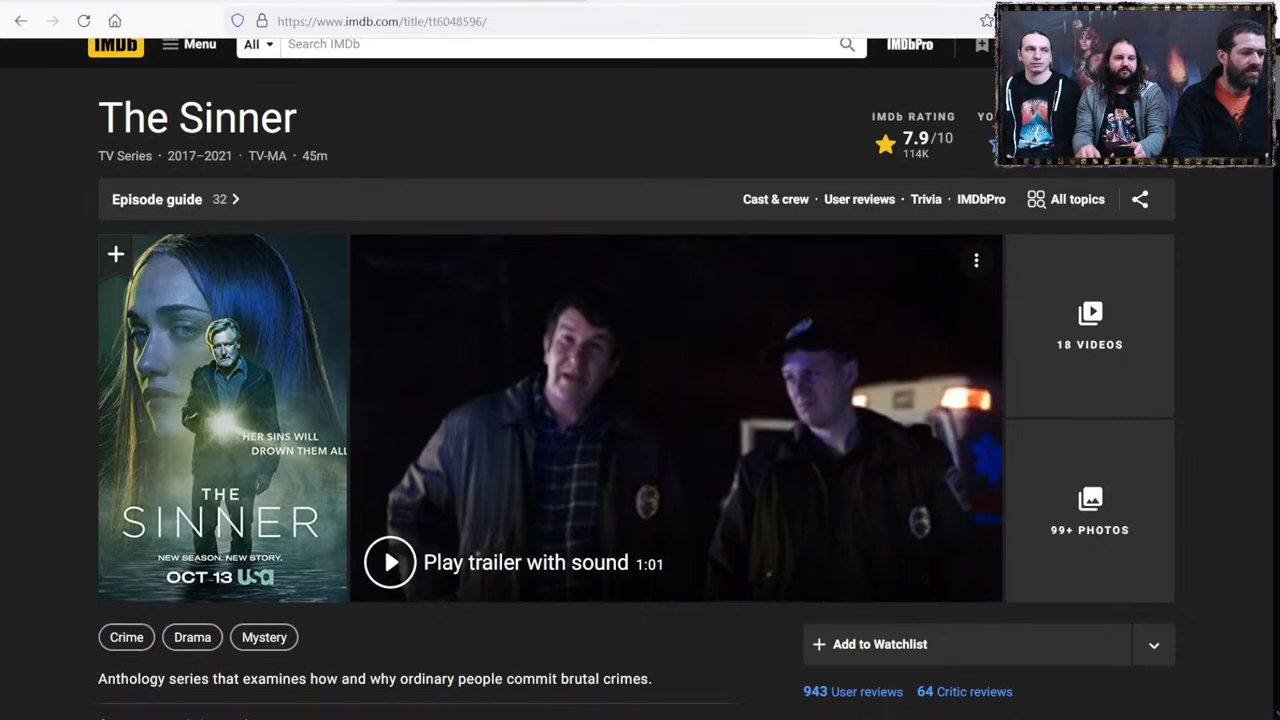 https://www.imdb.com/title/tt6048596/
IMDb
Menu
All
Search IMDb
IMDbPro
The Sinner
TV Series · 2017–2021 · TV-MA · 45m
IMDb RATING
7.9/10
114K
YO
Episode guide 32
Cast & crew · User reviews · Trivia · IMDbPro
All topics
HER SINS WILL
DROWN THEM ALL
THE
SINNER
NEW SEASON. NEW STORY.
OCT 13 USA
Play trailer with sound 1:01
18 VIDEOS
99+ PHOTOS
Crime
Drama
Mystery
Add to Watchlist
Anthology series that examines how and why ordinary people commit brutal crimes.
943 User reviews
64 Critic reviews